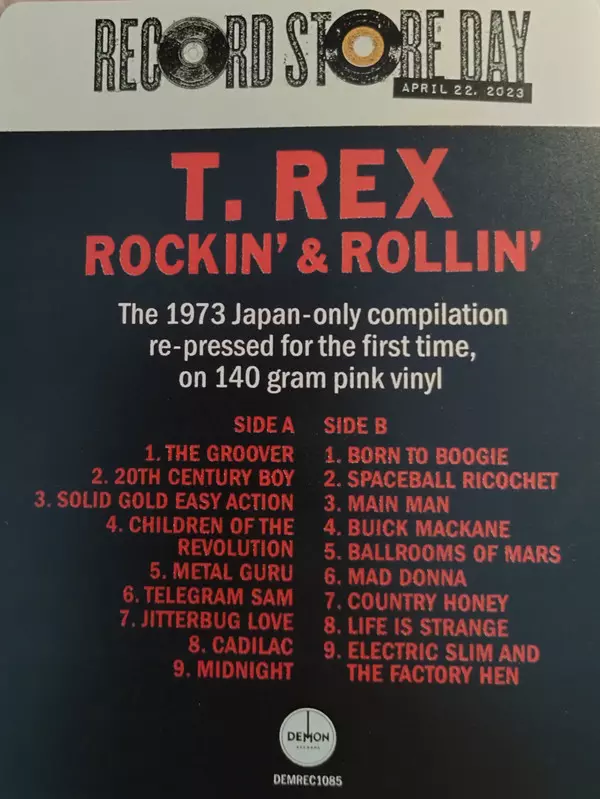 RECORD STORE DAY
APRIL 22, 2023
T. REX
ROCKIN' & ROLLIN'
The 1973 Japan-only compilation
re-pressed for the first time,
on 140 gram pink vinyl
SIDE A
1. THE GROOVER
2. 20TH CENTURY BOY
3. SOLID GOLD EASY ACTION
4. CHILDREN OF THE
REVOLUTION
5. METAL GURU
6. TELEGRAM SAM
7. JITTERBUG LOVE
8. CADILAC
9. MIDNIGHT
SIDE B
1. BORN TO BOOGIE
2. SPACEBALL RICOCHET
3. MAIN MAN
4. BUICK MACKANE
5. BALLROOMS OF MARS
6. MAD DONNA
7. COUNTRY HONEY
8. LIFE IS STRANGE
9. ELECTRIC SLIM AND
THE FACTORY HEN
DEMON
RECORDS
DEMREC1085